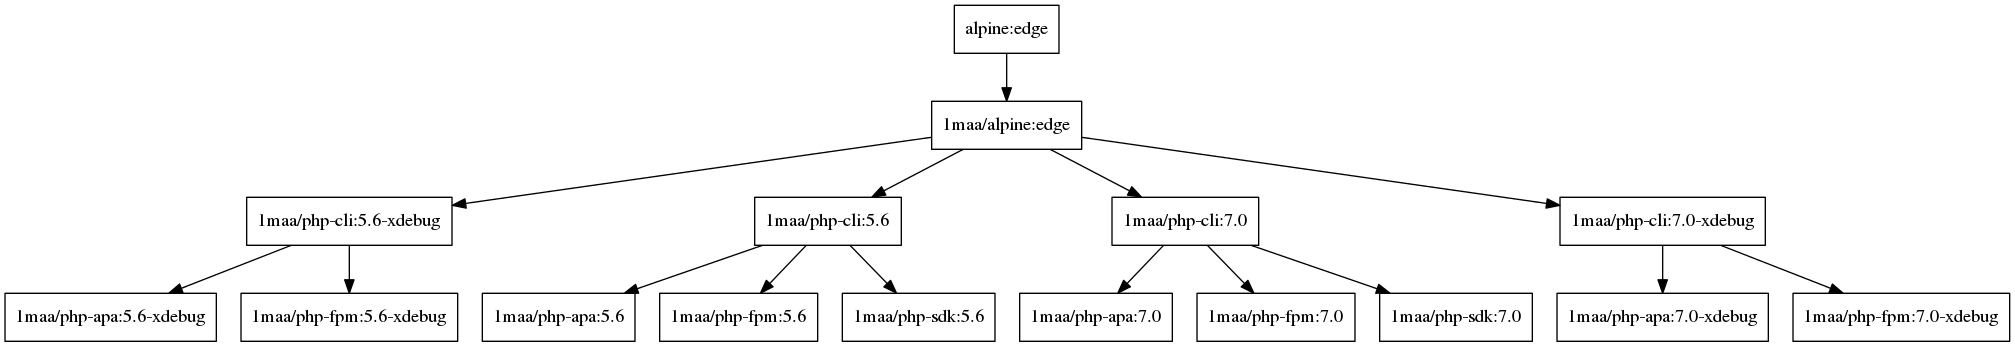 alpine:edge
1maa/alpine:edge
1maa/php-cli:5.6-xdebug
1maa/php-cli:5.6
1maa/php-cli:7.0
1maa/php-cli:7.0-xdebug
1maa/php-apa:5.6-xdebug
1maa/php-fpm:5.6-xdebug
1maa/php-apa:5.6
1maa/php-fpm:5.6
1maa/php-sdk:5.6
1maa/php-apa:7.0
1maa/php-fpm:7.0
1maa/php-sdk:7.0
1maa/php-apa:7.0-xdebug
1maa/php-fpm:7.0-xdebug